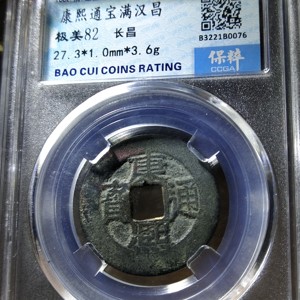 康熙通宝满汉昌
极美82 长昌
27.3*1.0mm*3.6g
BAO CUI COINS RATING
B3221B0076
保粹
CCGA
康熙通寶